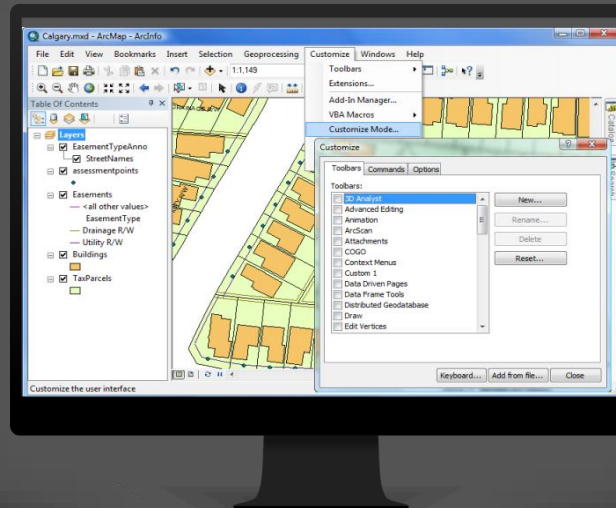 Calgary.mxd - ArcMap - ArcInfo
File Edit View Bookmarks Insert Selection Geoprocessing Customize Windows Help
1:1,149
Toolbars
Extensions...
Add-In Manager...
VBA Macros
Customize Mode...
Table Of Contents
Layers
EasementTypeAnno
StreetNames
assessmentpoints
Easements
<all other values>
EasementType
Drainage R/W
Utility R/W
Buildings
TaxParcels
Customize
Toolbars Commands Options
Toolbars:
3D Analyst
Advanced Editing
Animation
ArcScan
Attachments
COGO
Context Menus
Custom 1
Data Driven Pages
Data Frame Tools
Distributed Geodatabase
Draw
Edit Vertices
New...
Rename...
Delete
Reset...
Keyboard... Add from file... Close
Catalog
Customize the user interface